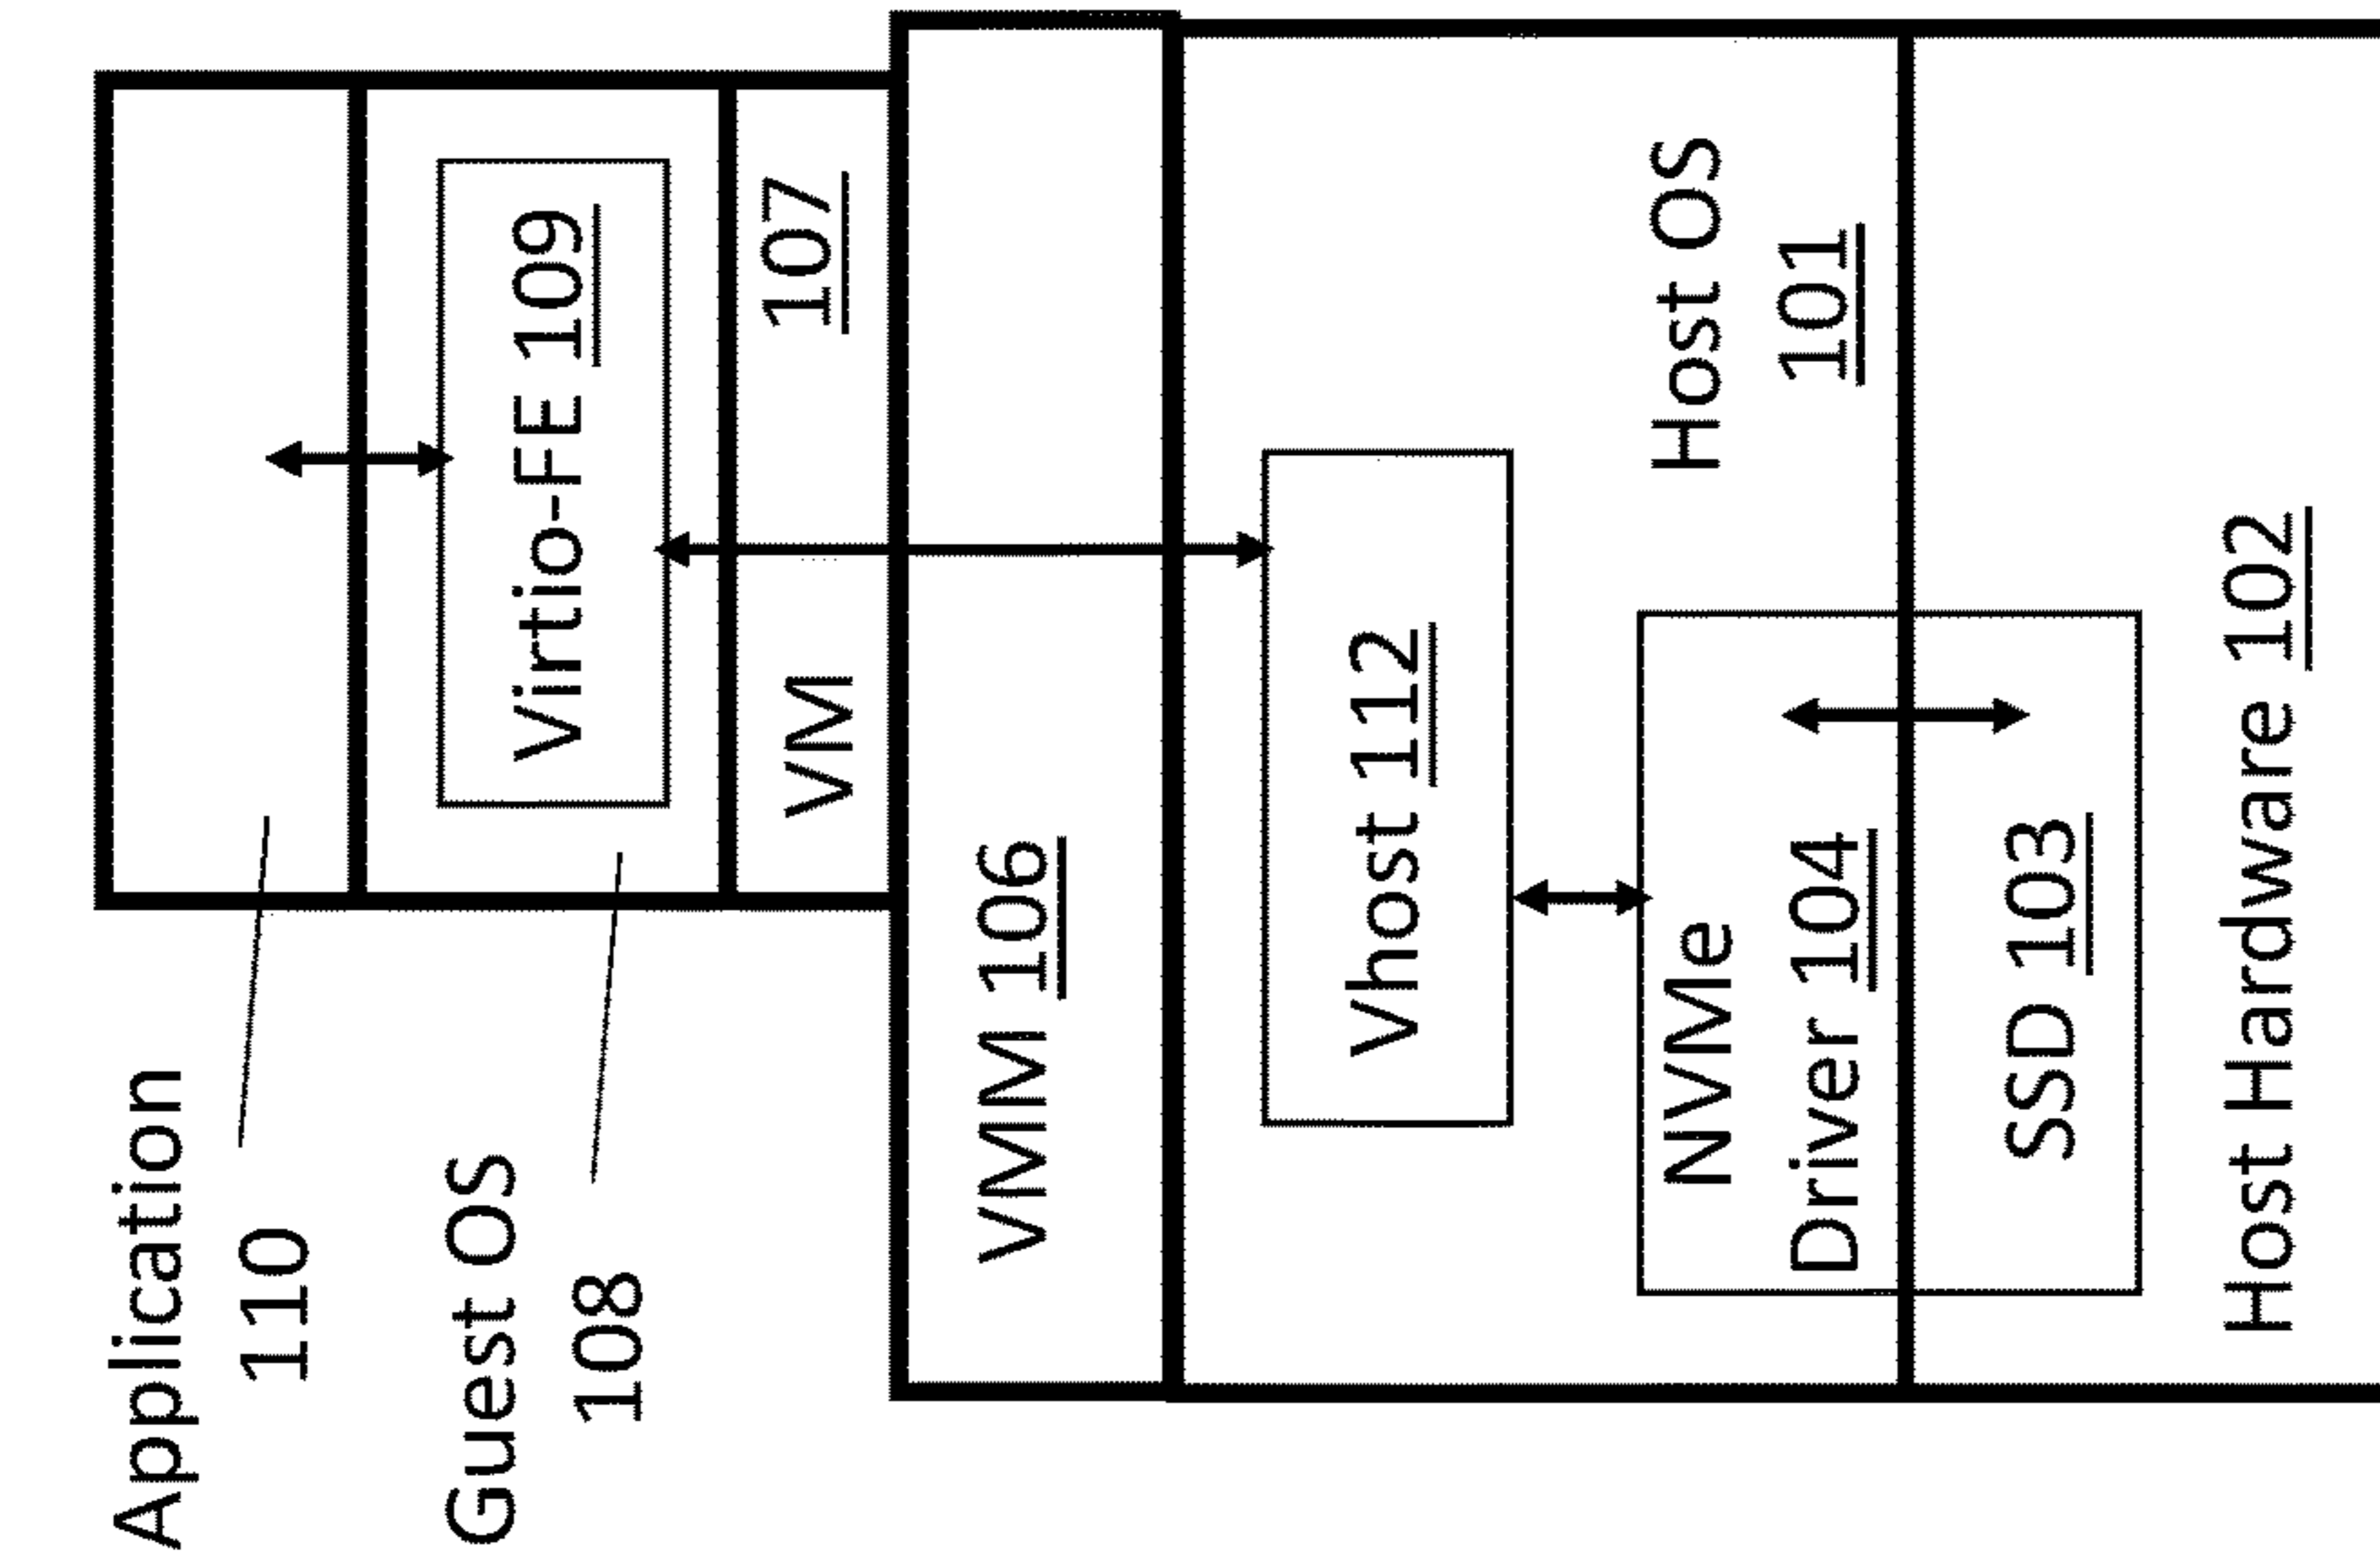 Application
110
Guest OS
108
Virtio-FE 109
VM
107
VMM 106
Vhost 112
Host OS
101
NVMe
Driver 104
SSD 103
Host Hardware 102